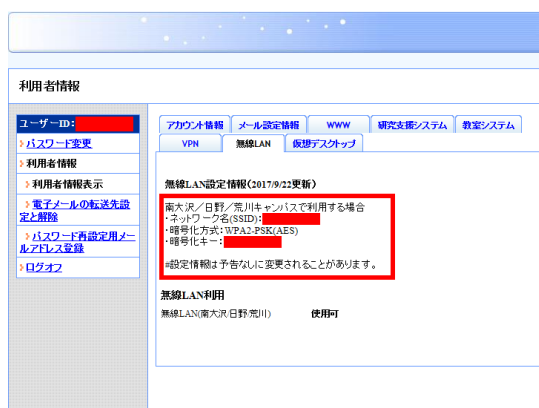 利用者情報
ユーザーID:
パスワード変更
利用者情報
利用者情報表示
電子メールの転送先設
定と解除
パスワード再設定用メー
ルアドレス登録
ログオフ
アカウント情報 メール設定情報 WWW 研究支援システム 教室システム
VPN 無線LAN 仮想デスクトップ
無線LAN設定情報(2017/9/22更新)
南大沢/日野/荒川キャンパスで利用する場合
・ネットワーク名(SSID):
・暗号化方式:WPA2-PSK(AES)
・暗号化キー:
#設定情報は予告なしに変更されることがあります。
無線LAN利用
無線LAN(南大沢/日野/荒川) 使用可